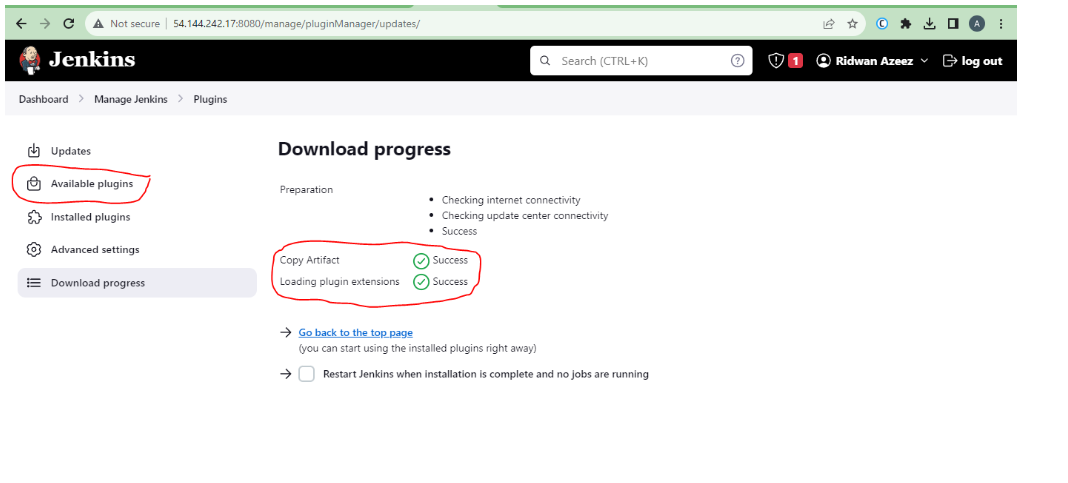 Not secure | 54.144.242.17:8080/manage/pluginManager/updates/
A
Jenkins
Search (CTRL+K)
1
Ridwan Azeez
log out
Dashboard > Manage Jenkins > Plugins
Updates
Available plugins
Installed plugins
Advanced settings
Download progress
Download progress
Preparation
• Checking internet connectivity
• Checking update center connectivity
• Success
Copy Artifact Success
Loading plugin extensions Success
→ Go back to the top page
(you can start using the installed plugins right away)
→ Restart Jenkins when installation is complete and no jobs are running